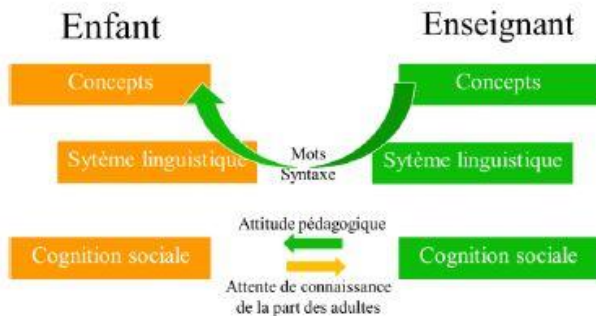 Enfant
Enseignant
Concepts
Concepts
Sytème linguistique
Mots
Syntaxe
Sytème linguistique
Attitude pédagogique
Cognition sociale
Cognition sociale
Attente de connaissance
de la part des adultes